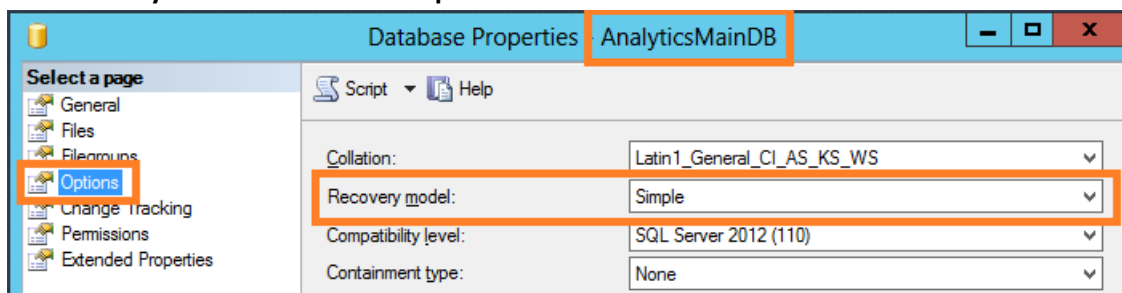 Database Properties - AnalyticsMainDB
X
Select a page
General
Files
Filegroups
Options
Change Tracking
Permissions
Extended Properties
Script Help
Collation: Latin1_General_CI_AS_KS_WS
Recovery model: Simple
Compatibility level: SQL Server 2012 (110)
Containment type: None